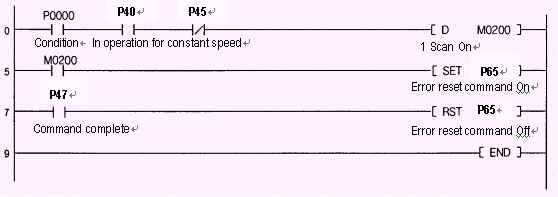 P0000 P40 P45
0 D M0200
Condition In operation for constant speed 1 Scan On
M0200
5 SET P65
Error reset command On
P47
7 RST P65
Command complete Error reset command Off
9 END